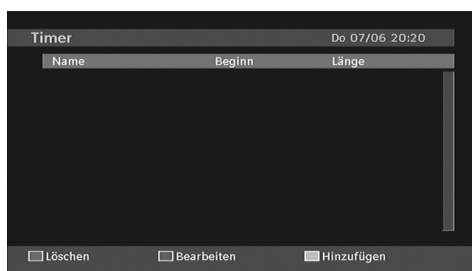 Timer Do 07/06 20:20
Name Beginn Länge
Löschen Bearbeiten Hinzufügen